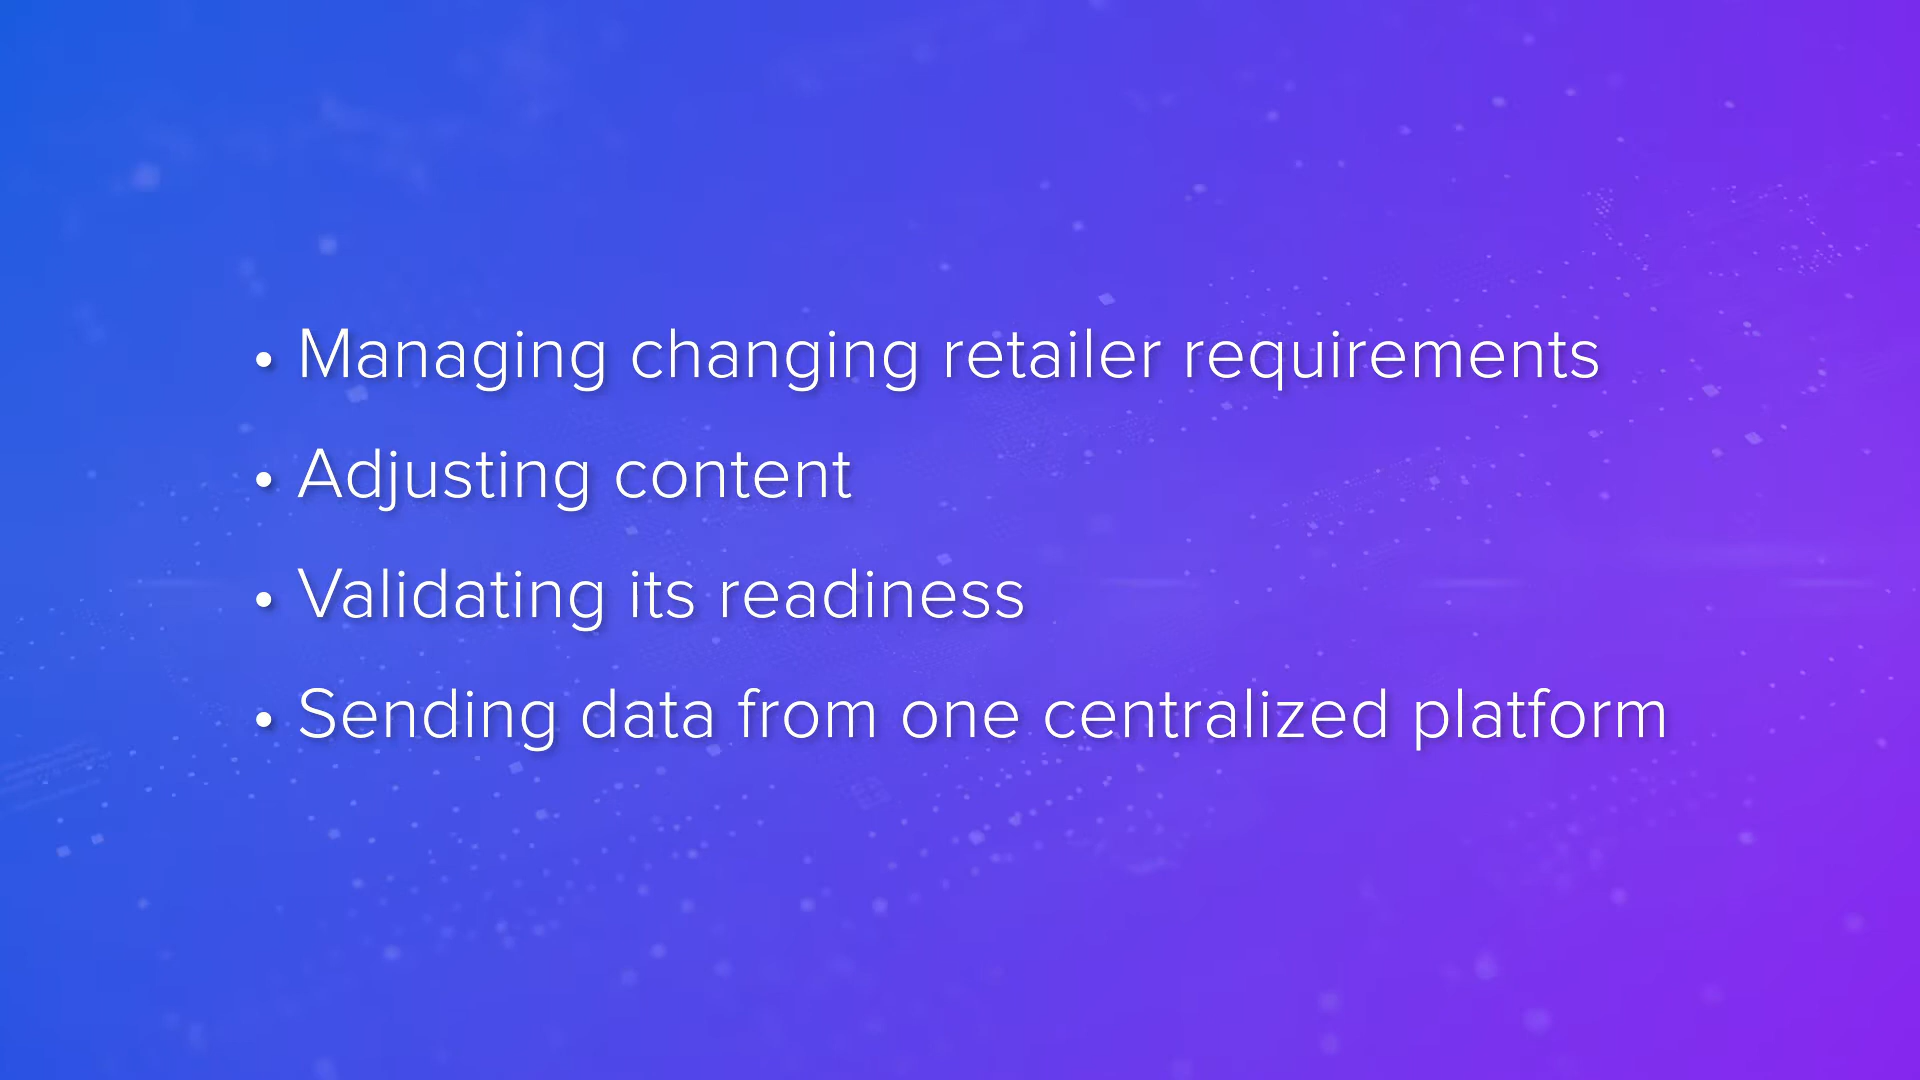 • Managing changing retailer requirements
• Adjusting content
• Validating its readiness
• Sending data from one centralized platform